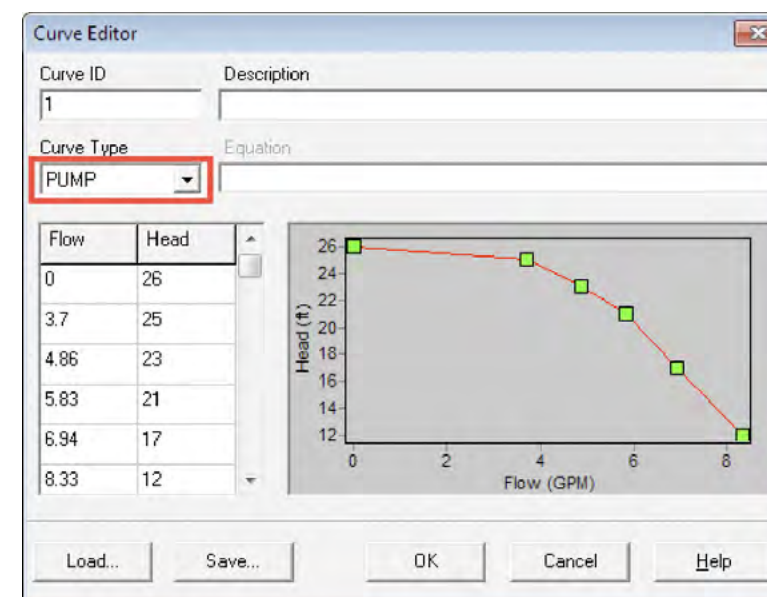 Curve Editor
Curve ID Description
1
Curve Type Equation
PUMP
Flow Head
0 26
3.7 25
4.86 23
5.83 21
6.94 17
8.33 12
Head (ft)
26
24
22
20
18
16
14
12
0 2 4 6 8
Flow (GPM)
Load... Save... OK Cancel Help